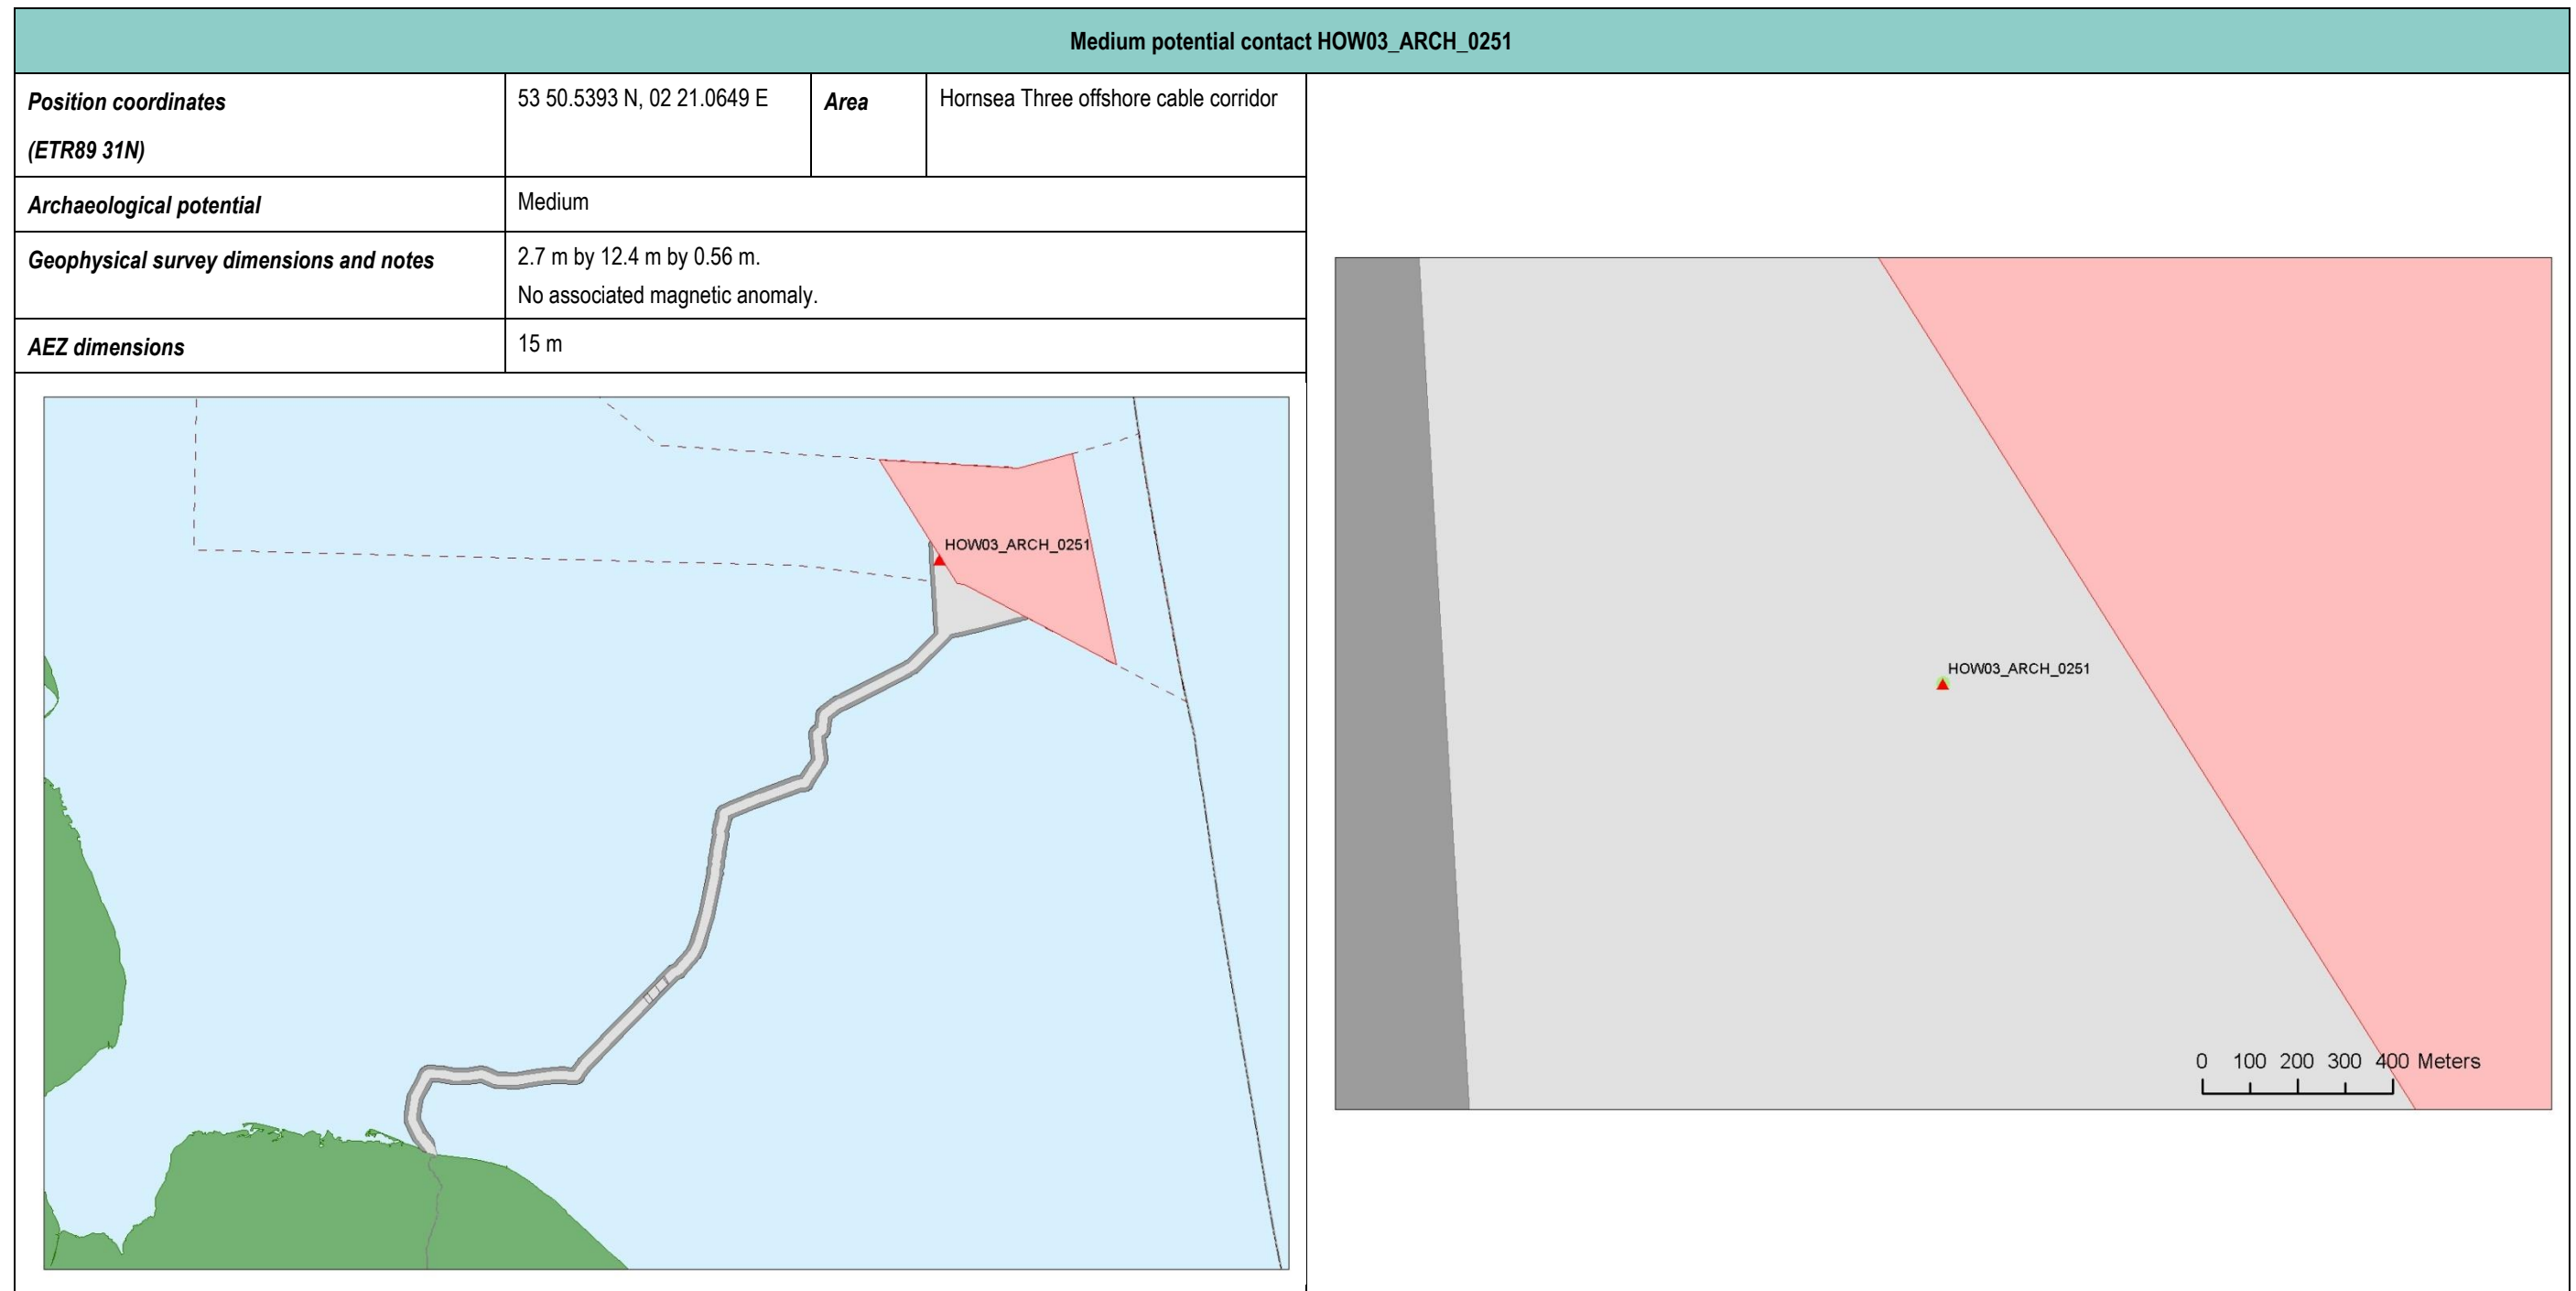 Medium potential contact HOW03_ARCH_0251
Position coordinates
(ETR89 31N)
53 50.5393 N, 02 21.0649 E
Area
Hornsea Three offshore cable corridor
Archaeological potential
Medium
Geophysical survey dimensions and notes
2.7 m by 12.4 m by 0.56 m.
No associated magnetic anomaly.
AEZ dimensions
15 m
HOW03_ARCH_0251
HOW03_ARCH_0251
0 100 200 300 400 Meters